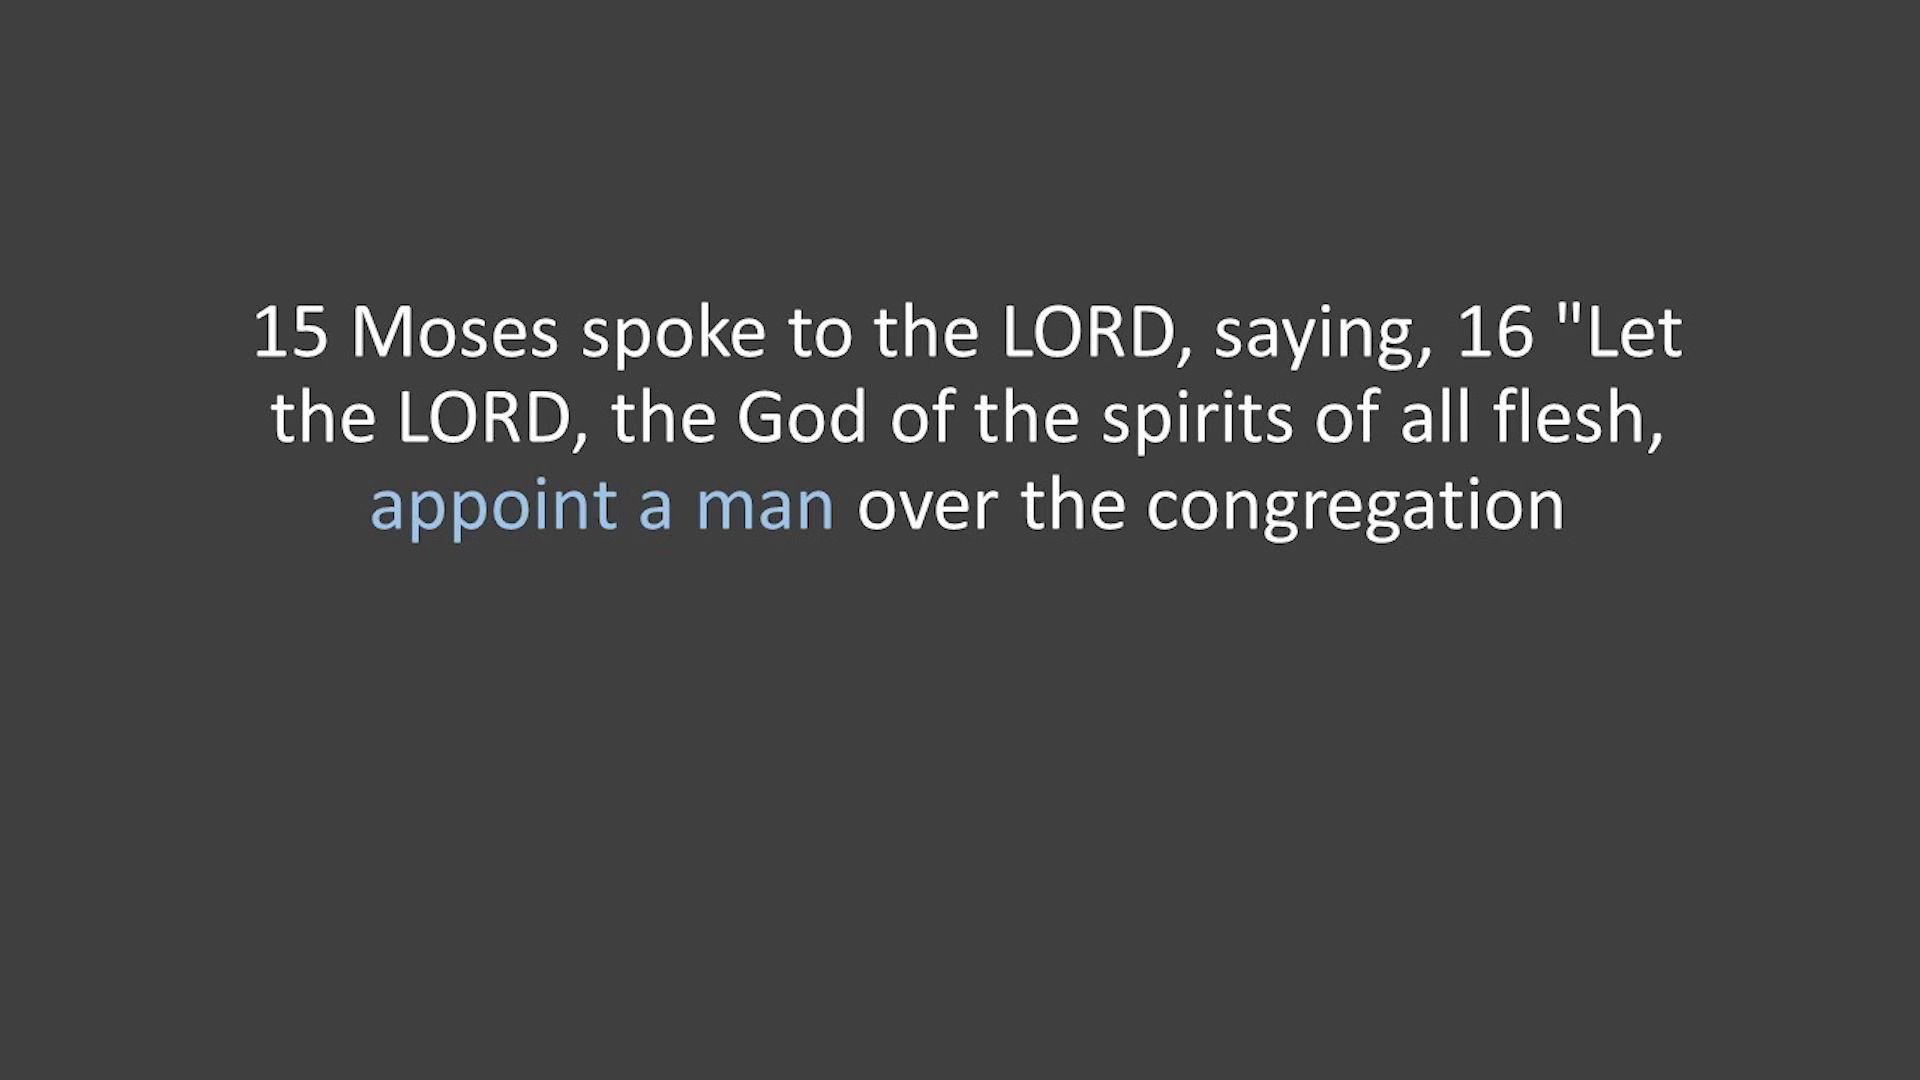 15 Moses spoke to the LORD, saying, 16 "Let
the LORD, the God of the spirits of all flesh,
appoint a man over the congregation